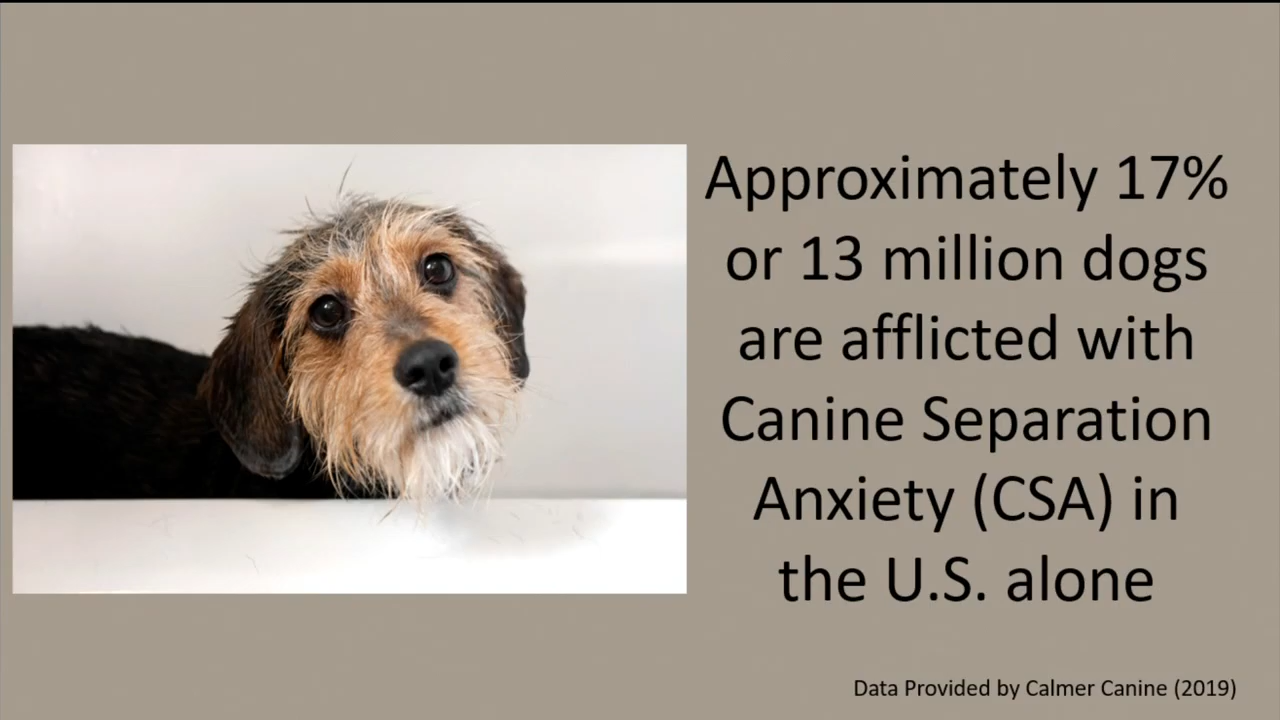 Approximately 17%
or 13 million dogs
are afflicted with
Canine Separation
Anxiety (CSA) in
the U.S. alone
Data Provided by Calmer Canine (2019)